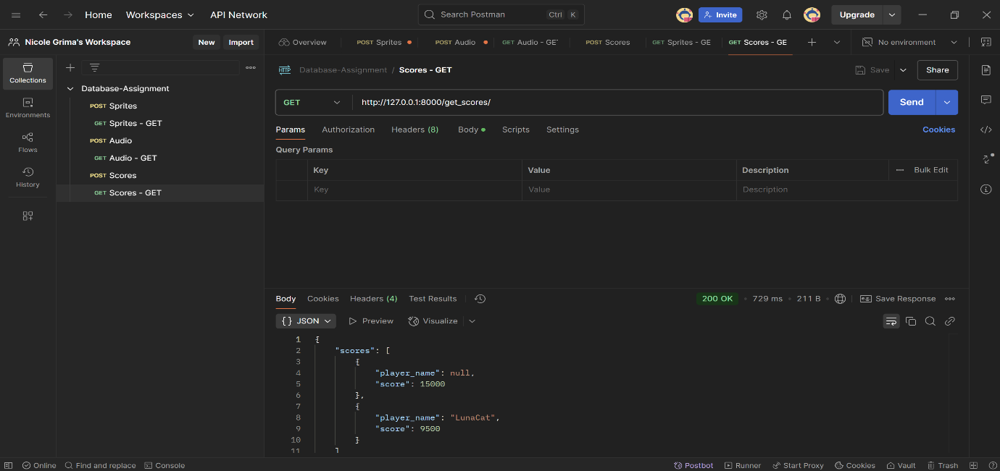 Home Workspaces API Network Search Postman Ctrl K Invite Upgrade
Nicole Grima's Workspace New Import Overview POST Sprites POST Audio GET Audio - GET POST Scores GET Sprites - GE GET Scores - GE No environment
Collections
Environments
Flows
History
Database-Assignment
POST Sprites
GET Sprites - GET
POST Audio
GET Audio - GET
POST Scores
GET Scores - GET
HTTP Database-Assignment / Scores - GET Save Share
GET http://127.0.0.1:8000/get_scores/ Send
Params Authorization Headers (8) Body Scripts Settings Cookies
Query Params
Key Value Description Bulk Edit
Key Value Description
Body Cookies Headers (4) Test Results 200 OK 729 ms 211 B Save Response
{} JSON Preview Visualize
1 {
2 "scores": [
3 {
4 "player_name": null,
5 "score": 15000
6 },
7 {
8 "player_name": "LunaCat",
9 "score": 9500
10 }
11 ]
Online Find and replace Console Postbot Runner Start Proxy Cookies Vault Trash